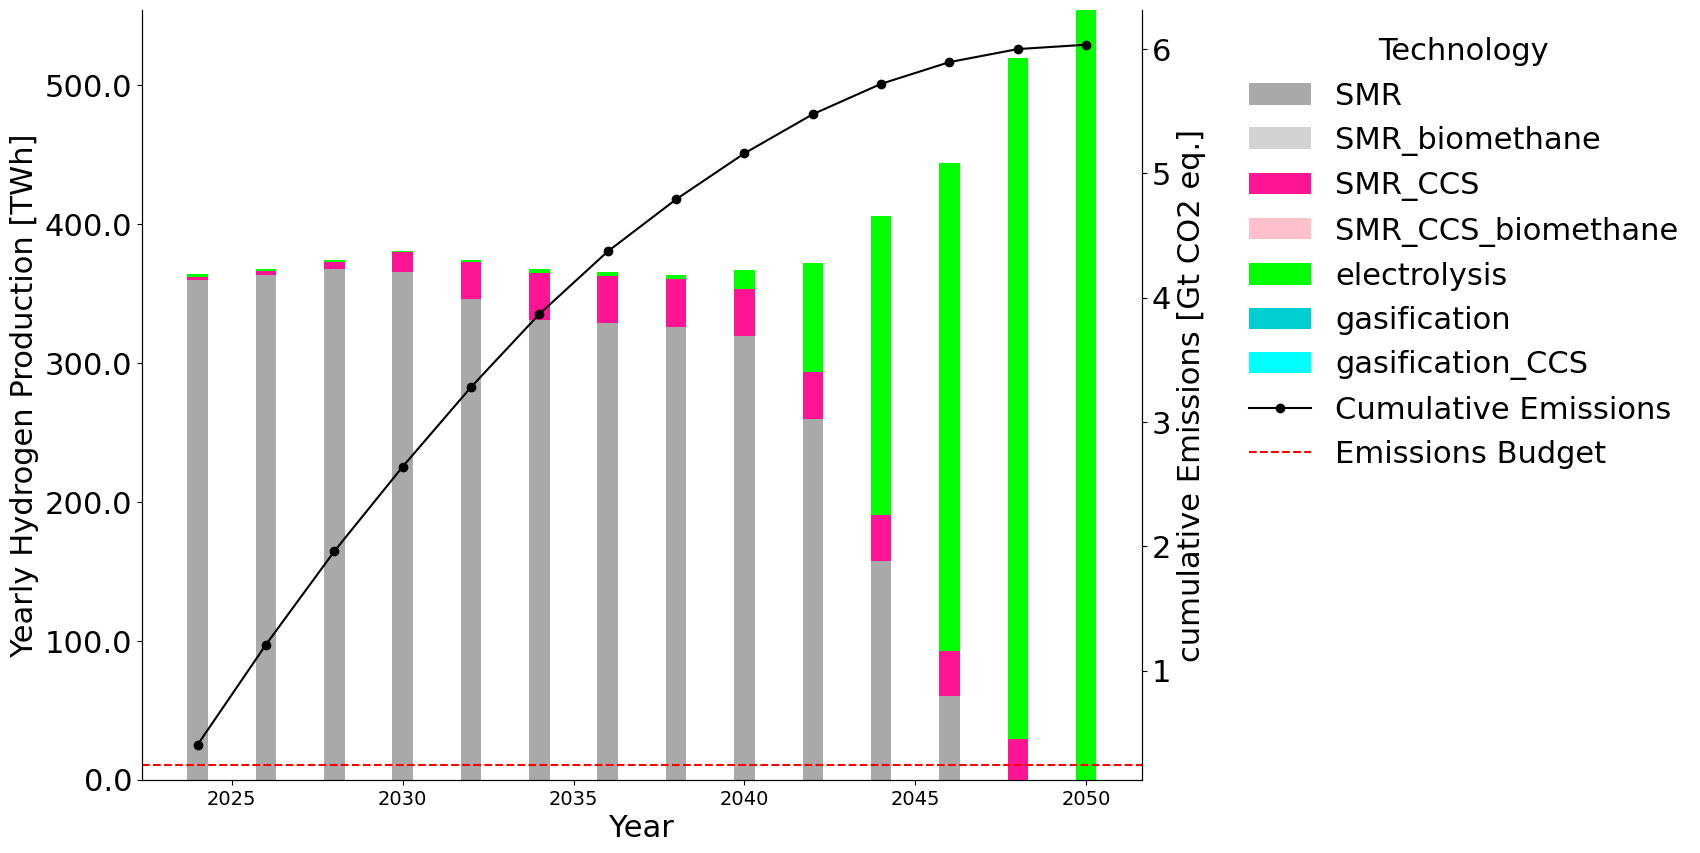 Yearly Hydrogen Production [TWh]
500.0
400.0
300.0
200.0
100.0
0.0
2025
2030
2035
2040
2045
2050
Year
6
5
4
3
2
1
cumulative Emissions [Gt CO2 eq.]
Technology
SMR
SMR_biomethane
SMR_CCS
SMR_CCS_biomethane
electrolysis
gasification
gasification_CCS
Cumulative Emissions
Emissions Budget